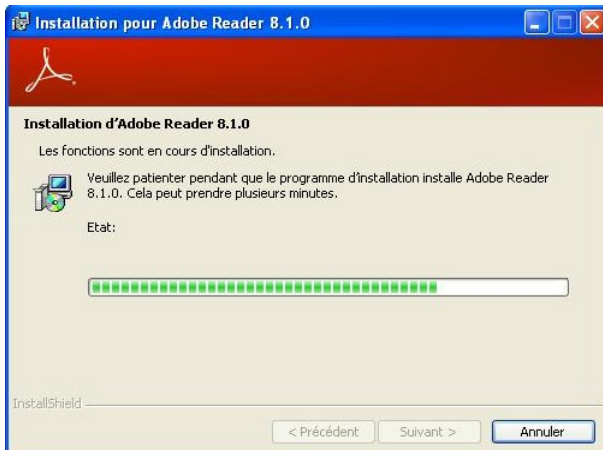 Installation pour Adobe Reader 8.1.0
Installation d'Adobe Reader 8.1.0
Les fonctions sont en cours d'installation.
Veuillez patienter pendant que le programme d'installation installe Adobe Reader
8.1.0. Cela peut prendre plusieurs minutes.
Etat:
InstallShield
< Précédent
Suivant >
Annuler